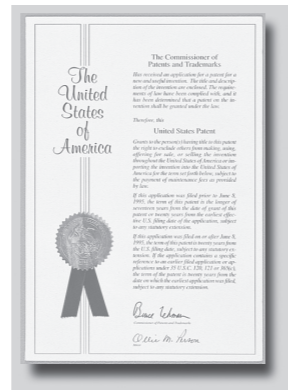 The
United
States
of
America
The Commissioner of
Patents and Trademarks
Has received an application for a patent for a
new and useful invention. The title and descrip-
tion of the invention are enclosed. The require-
ments of law have been complied with, and it
has been determined that a patent on the in-
vention shall be granted under the law.
Therefore, this
United States Patent
Grants to the person(s) having title to this patent
the right to exclude others from making, using,
offering for sale, or selling the invention
throughout the United States of America or im-
porting the invention into the United States of
America for the term set forth below, subject to
the payment of maintenance fees as provided
by law.
If this application was filed prior to June 8,
1995, the term of this patent is the longer of
seventeen years from the date of grant of this
patent or twenty years from the earliest effec-
tive U.S. filing date of the application, subject
to any statutory extension.
If this application was filed on or after June 8,
1995, the term of this patent is twenty years from
the U.S. filing date, subject to any statutory ex-
tension. If the application contains a specific
reference to an earlier filed application or ap-
plications under 35 U.S.C. 120, 121 or 365(c),
the term of the patent is twenty years from the
date on which the earliest application was filed,
subject to any statutory extension.
Bruce Lehman
Commissioner of Patents and Trademarks